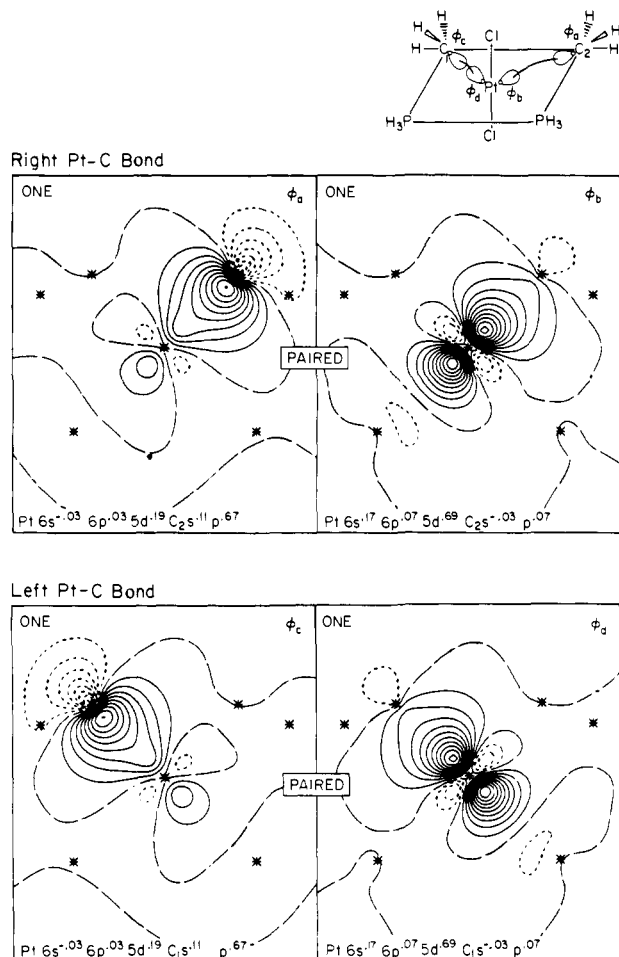 H H
H φc Cl φa H
H C1 C2 H
φd Pt φb
H3P Cl PH3
Right Pt-C Bond
ONE φa ONE φb
PAIRED
Pt 6s-.03 6p.03 5d.19 C2s.11 p.67 Pt 6s.17 6p.07 5d.69 C2s-.03 p.07
Left Pt-C Bond
ONE φc ONE φd
PAIRED
Pt 6s-.03 6p.03 5d.19 C1s.11 p.67- Pt 6s.17 6p.07 5d.69 C1s-.03 p.07